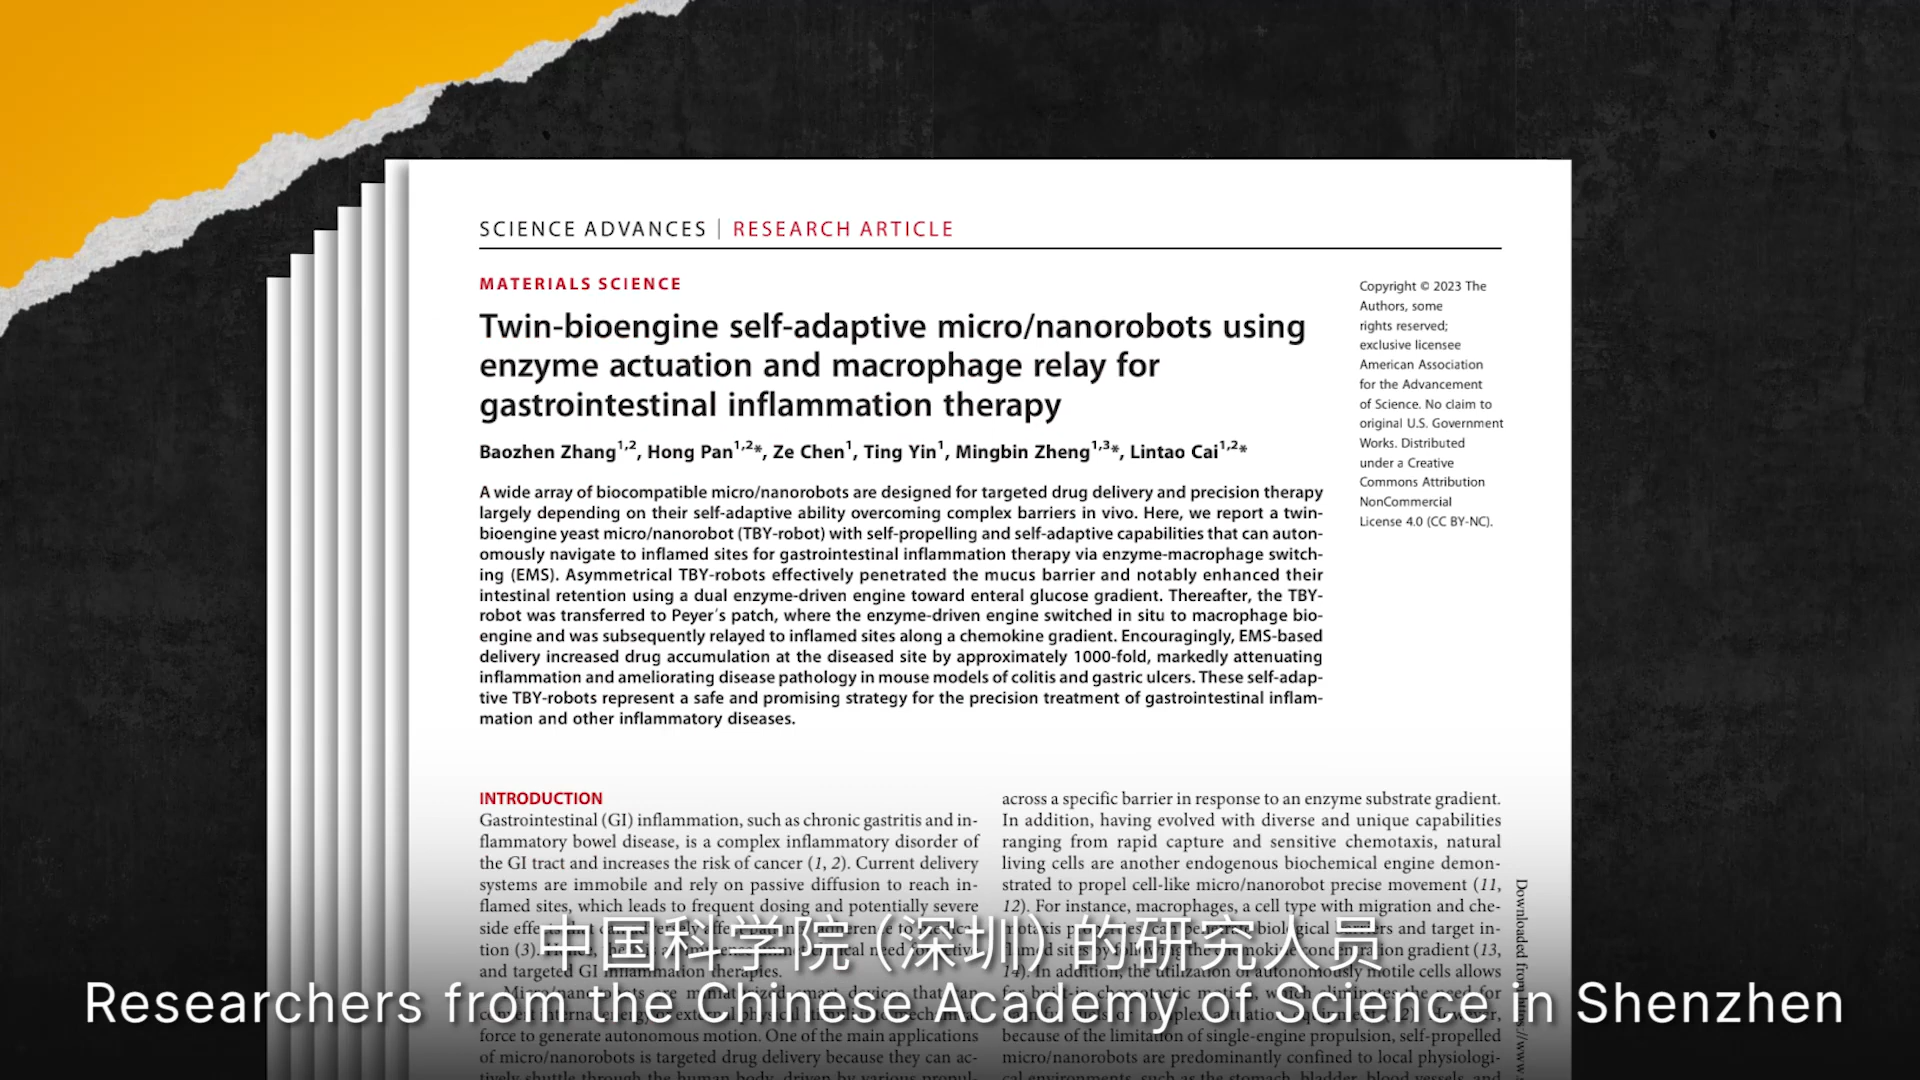 SCIENCE ADVANCES | RESEARCH ARTICLE
MATERIALS SCIENCE
Twin-bioengine self-adaptive micro/nanorobots using
enzyme actuation and macrophage relay for
gastrointestinal inflammation therapy
Baozhen Zhang1,2, Hong Pan1,2*, Ze Chen1, Ting Yin1, Mingbin Zheng1,3*, Lintao Cai1,2*
A wide array of biocompatible micro/nanorobots are designed for targeted drug delivery and precision therapy
largely depending on their self-adaptive ability overcoming complex barriers in vivo. Here, we report a twin-
bioengine yeast micro/nanorobot (TBY-robot) with self-propelling and self-adaptive capabilities that can auton-
omously navigate to inflamed sites for gastrointestinal inflammation therapy via enzyme-macrophage switch-
ing (EMS). Asymmetrical TBY-robots effectively penetrated the mucus barrier and notably enhanced their
intestinal retention using a dual enzyme-driven engine toward enteral glucose gradient. Thereafter, the TBY-
robot was transferred to Peyer's patch, where the enzyme-driven engine switched in situ to macrophage bio-
engine and was subsequently relayed to inflamed sites along a chemokine gradient. Encouragingly, EMS-based
delivery increased drug accumulation at the diseased site by approximately 1000-fold, markedly attenuating
inflammation and ameliorating disease pathology in mouse models of colitis and gastric ulcers. These self-adap-
tive TBY-robots represent a safe and promising strategy for the precision treatment of gastrointestinal inflam-
mation and other inflammatory diseases.
Copyright © 2023 The
Authors, some
rights reserved;
exclusive licensee
American Association
for the Advancement
of Science. No claim to
original U.S. Government
Works. Distributed
under a Creative
Commons Attribution
NonCommercial
License 4.0 (CC BY-NC).
INTRODUCTION
Gastrointestinal (GI) inflammation, such as chronic gastritis and in-
flammatory bowel disease, is a complex inflammatory disorder of
the GI tract and increases the risk of cancer (1, 2). Current delivery
systems are immobile and rely on passive diffusion to reach in-
flamed sites, which leads to frequent dosing and potentially severe
side
and targeted GI inflammation therapies.
force to generate autonomous motion. One of the main applications
of micro/nanorobots is targeted drug delivery because they can ac-
across a specific barrier in response to an enzyme substrate gradient.
In addition, having evolved with diverse and unique capabilities
ranging from rapid capture and sensitive chemotaxis, natural
living cells are another endogenous biochemical engine demon-
strated to propel cell-like micro/nanorobot precise movement (11,
12). For instance, macrophages, a cell type with migration and che-
and target in-
gradient (13,
14). In addition, the utilization of autonomously motile cells allows
because of the limitation of single-engine propulsion, self-propelled
micro/nanorobots are predominantly confined to local physiologi-
Downloaded from
中国科学院（深圳）的研究人员
Researchers from the Chinese Academy of Science in Shenzhen